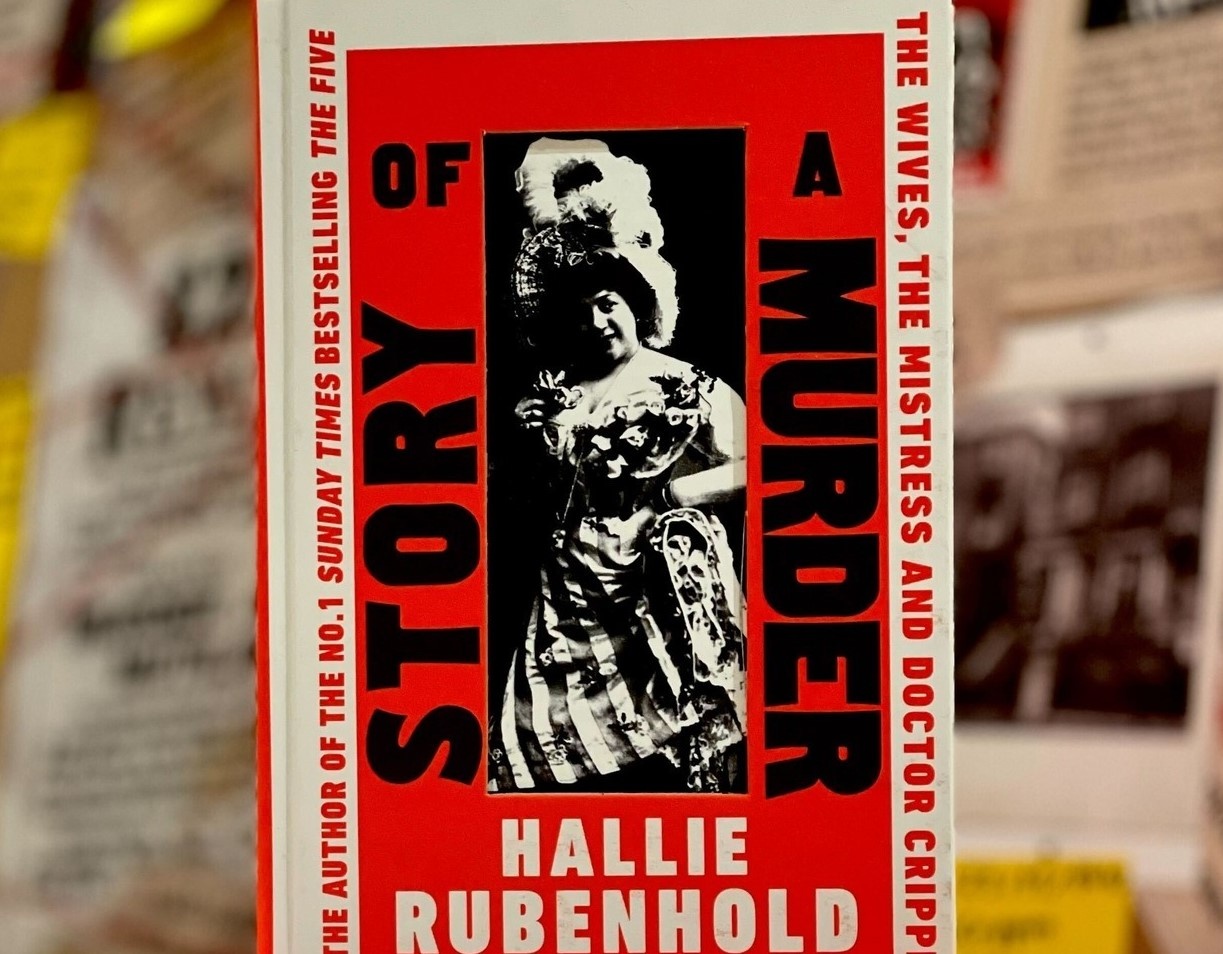 THE AUTHOR OF THE NO.1 SUNDAY TIMES BESTSELLING THE FIVE
STORY
OF
A
MURDER
THE WIVES, THE MISTRESS AND DOCTOR CRIPP
HALLIE
RUBENHOLD